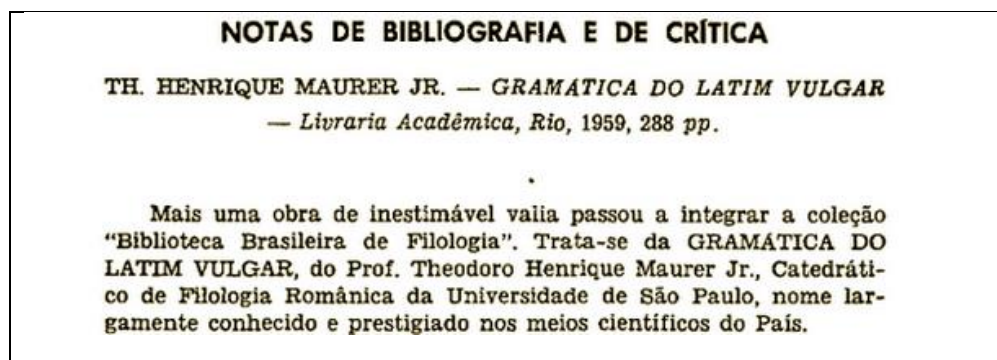 NOTAS DE BIBLIOGRAFIA E DE CRÍTICA
TH. HENRIQUE MAURER JR. — GRAMÁTICA DO LATIM VULGAR
— Livraria Acadêmica, Rio, 1959, 288 pp.
Mais uma obra de inestimável valia passou a integrar a coleção
“Biblioteca Brasileira de Filologia”. Trata-se da GRAMÁTICA DO
LATIM VULGAR, do Prof. Theodoro Henrique Maurer Jr., Catedráti-
co de Filologia Românica da Universidade de São Paulo, nome lar-
gamente conhecido e prestigiado nos meios científicos do País.